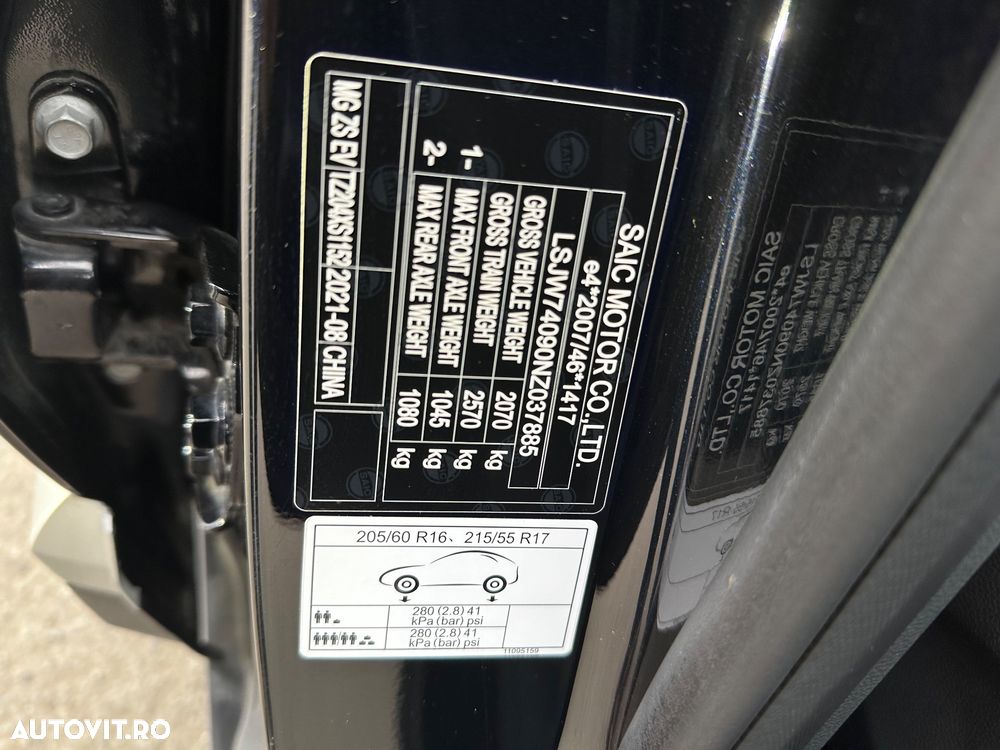 SAIC MOTOR CO.,LTD.
e4*2007/46*1417
LSJW74090NZ037885
GROSS VEHICLE WEIGHT 2070 kg
GROSS TRAIN WEIGHT 2570 kg
1- MAX FRONT AXLE WEIGHT 1045 kg
2- MAX REAR AXLE WEIGHT 1080 kg
MG ZS EV TZ204XS1152 2021-08 CHINA
205/60 R16、215/55 R17
280 (2.8) 41
kPa (bar) psi
280 (2.8) 41
kPa (bar) psi
11095159
AUTOVIT.RO